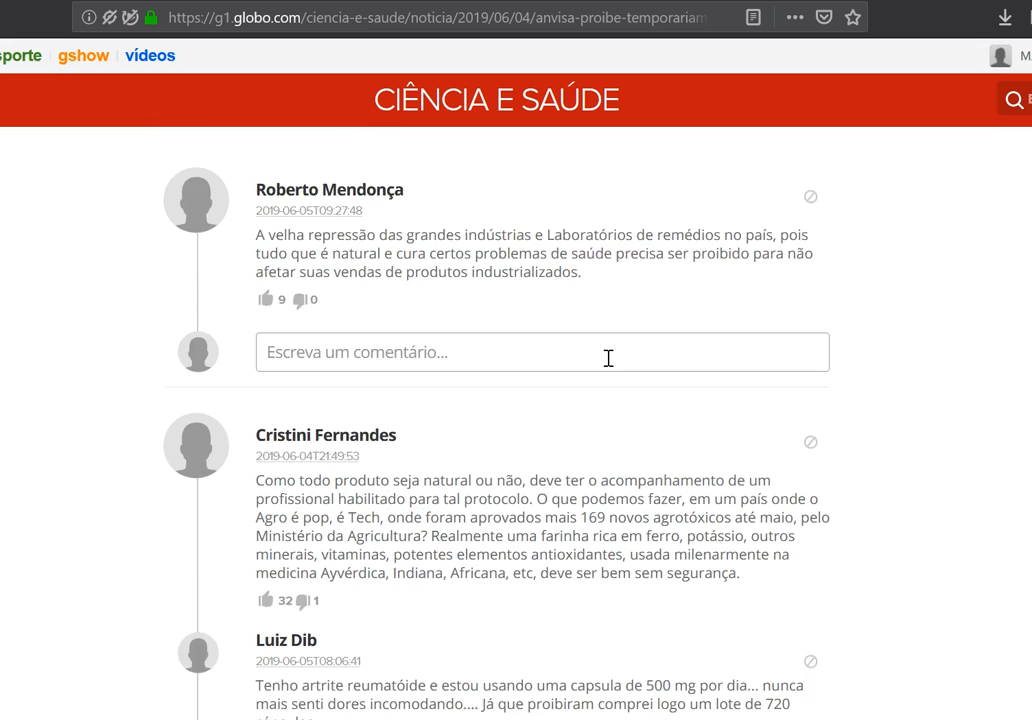 https://g1.globo.com/ciencia-e-saude/noticia/2019/06/04/anvisa-proibe-temporariam
sporte gshow vídeos
CIÊNCIA E SAÚDE
Roberto Mendonça
2019-06-05T09:27:48
A velha repressão das grandes indústrias e Laboratórios de remédios no país, pois
tudo que é natural e cura certos problemas de saúde precisa ser proibido para não
afetar suas vendas de produtos industrializados.
9 0
Escreva um comentário...
Cristini Fernandes
2019-06-04T21:49:53
Como todo produto seja natural ou não, deve ter o acompanhamento de um
profissional habilitado para tal protocolo. O que podemos fazer, em um país onde o
Agro é pop, é Tech, onde foram aprovados mais 169 novos agrotóxicos até maio, pelo
Ministério da Agricultura? Realmente uma farinha rica em ferro, potássio, outros
minerais, vitaminas, potentes elementos antioxidantes, usada milenarmente na
medicina Ayvérdica, Indiana, Africana, etc, deve ser bem sem segurança.
32 1
Luiz Dib
2019-06-05T08:06:41
Tenho artrite reumatóide e estou usando uma capsula de 500 mg por dia... nunca
mais senti dores incomodando.... Já que proibiram comprei logo um lote de 720